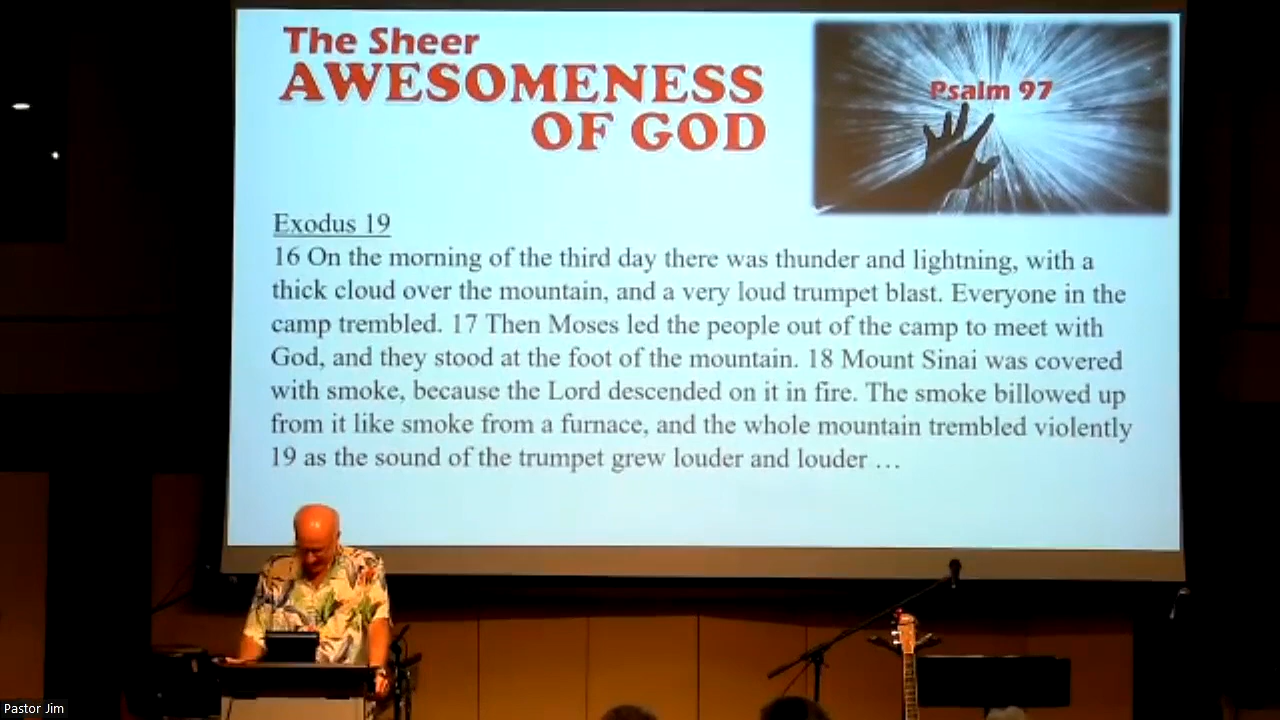 The Sheer
AWESOMENESS
OF GOD
Psalm 97
Exodus 19
16 On the morning of the third day there was thunder and lightning, with a
thick cloud over the mountain, and a very loud trumpet blast. Everyone in the
camp trembled. 17 Then Moses led the people out of the camp to meet with
God, and they stood at the foot of the mountain. 18 Mount Sinai was covered
with smoke, because the Lord descended on it in fire. The smoke billowed up
from it like smoke from a furnace, and the whole mountain trembled violently
19 as the sound of the trumpet grew louder and louder …
Pastor Jim